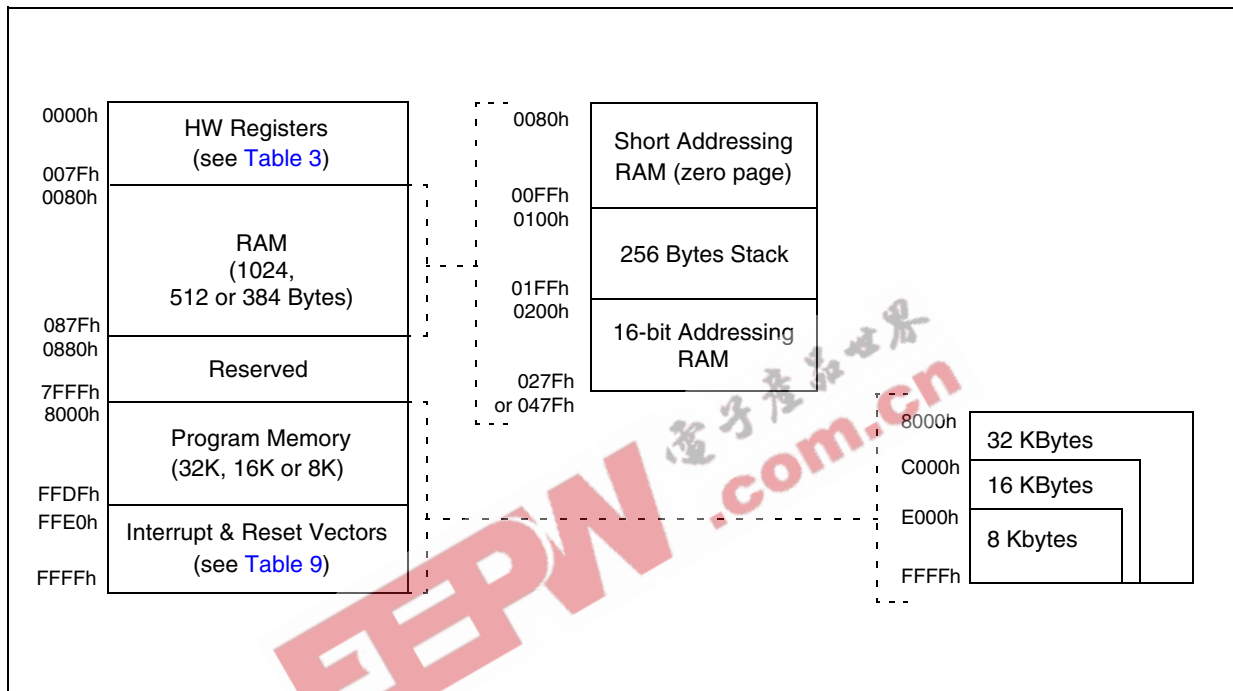 0000h
HW Registers
(see Table 3)
007Fh
0080h
RAM
(1024,
512 or 384 Bytes)
087Fh
0880h
Reserved
7FFFh
8000h
Program Memory
(32K, 16K or 8K)
FFDFh
FFE0h
Interrupt & Reset Vectors
(see Table 9)
FFFFh
0080h
Short Addressing
RAM (zero page)
00FFh
0100h
256 Bytes Stack
01FFh
0200h
16-bit Addressing
RAM
027Fh
or 047Fh
8000h
32 KBytes
C000h
16 KBytes
E000h
8 Kbytes
FFFFh
EEPW
.com.cn
電子產品世界